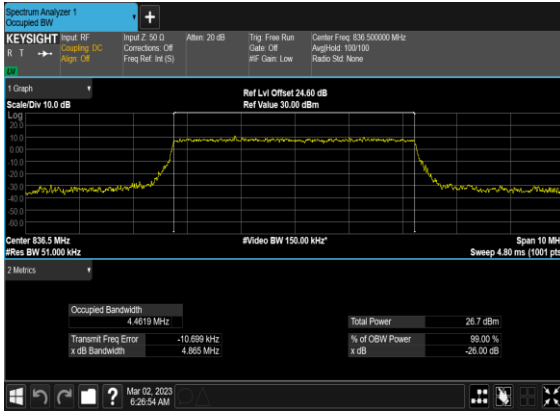 Spectrum Analyzer 1
Occupied BW
+
KEYSIGHT
R T
Input: RF
Coupling: DC
Align: Off
Input Z: 50 Ω
Corrections: Off
Freq Ref: Int (S)
Atten: 20 dB
Trig: Free Run
Gate: Off
#IF Gain: Low
Center Freq: 836.500000 MHz
Avg|Hold: 100/100
Radio Std: None
1 Graph
Scale/Div 10.0 dB
Ref Lvl Offset 24.60 dB
Ref Value 30.00 dBm
Log
20.0
10.0
0.00
-10.0
-20.0
-30.0
-40.0
-50.0
-60.0
Center 836.5 MHz
#Video BW 150.00 kHz*
Span 10 MH
#Res BW 51.000 kHz
Sweep 4.80 ms (1001 pts
2 Metrics
Occupied Bandwidth
4.4619 MHz
Total Power 26.7 dBm
Transmit Freq Error -10.699 kHz
% of OBW Power 99.00 %
x dB Bandwidth 4.865 MHz
x dB -26.00 dB
?
Mar 02, 2023
6:26:54 AM